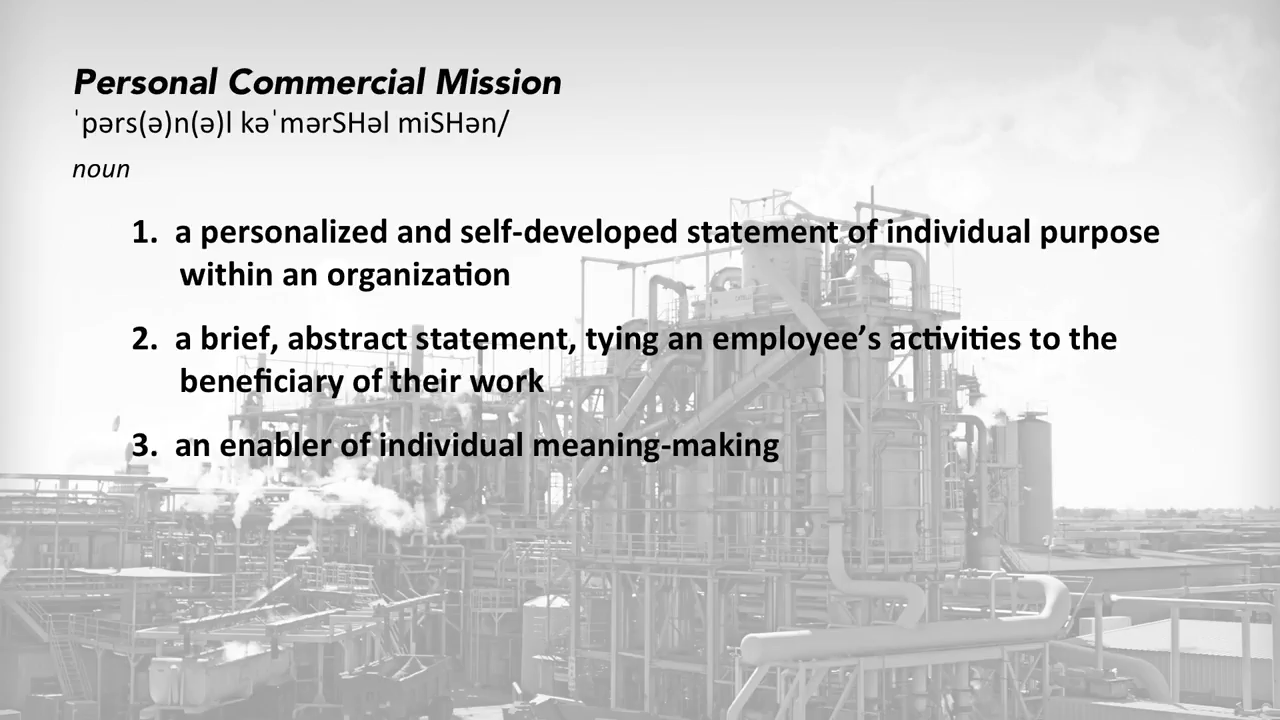 Personal Commercial Mission
ˈpərs(ə)n(ə)l kəˈmərSHəl miSHən/
noun
1. a personalized and self-developed statement of individual purpose
within an organization
2. a brief, abstract statement, tying an employee’s activities to the
beneficiary of their work
3. an enabler of individual meaning-making